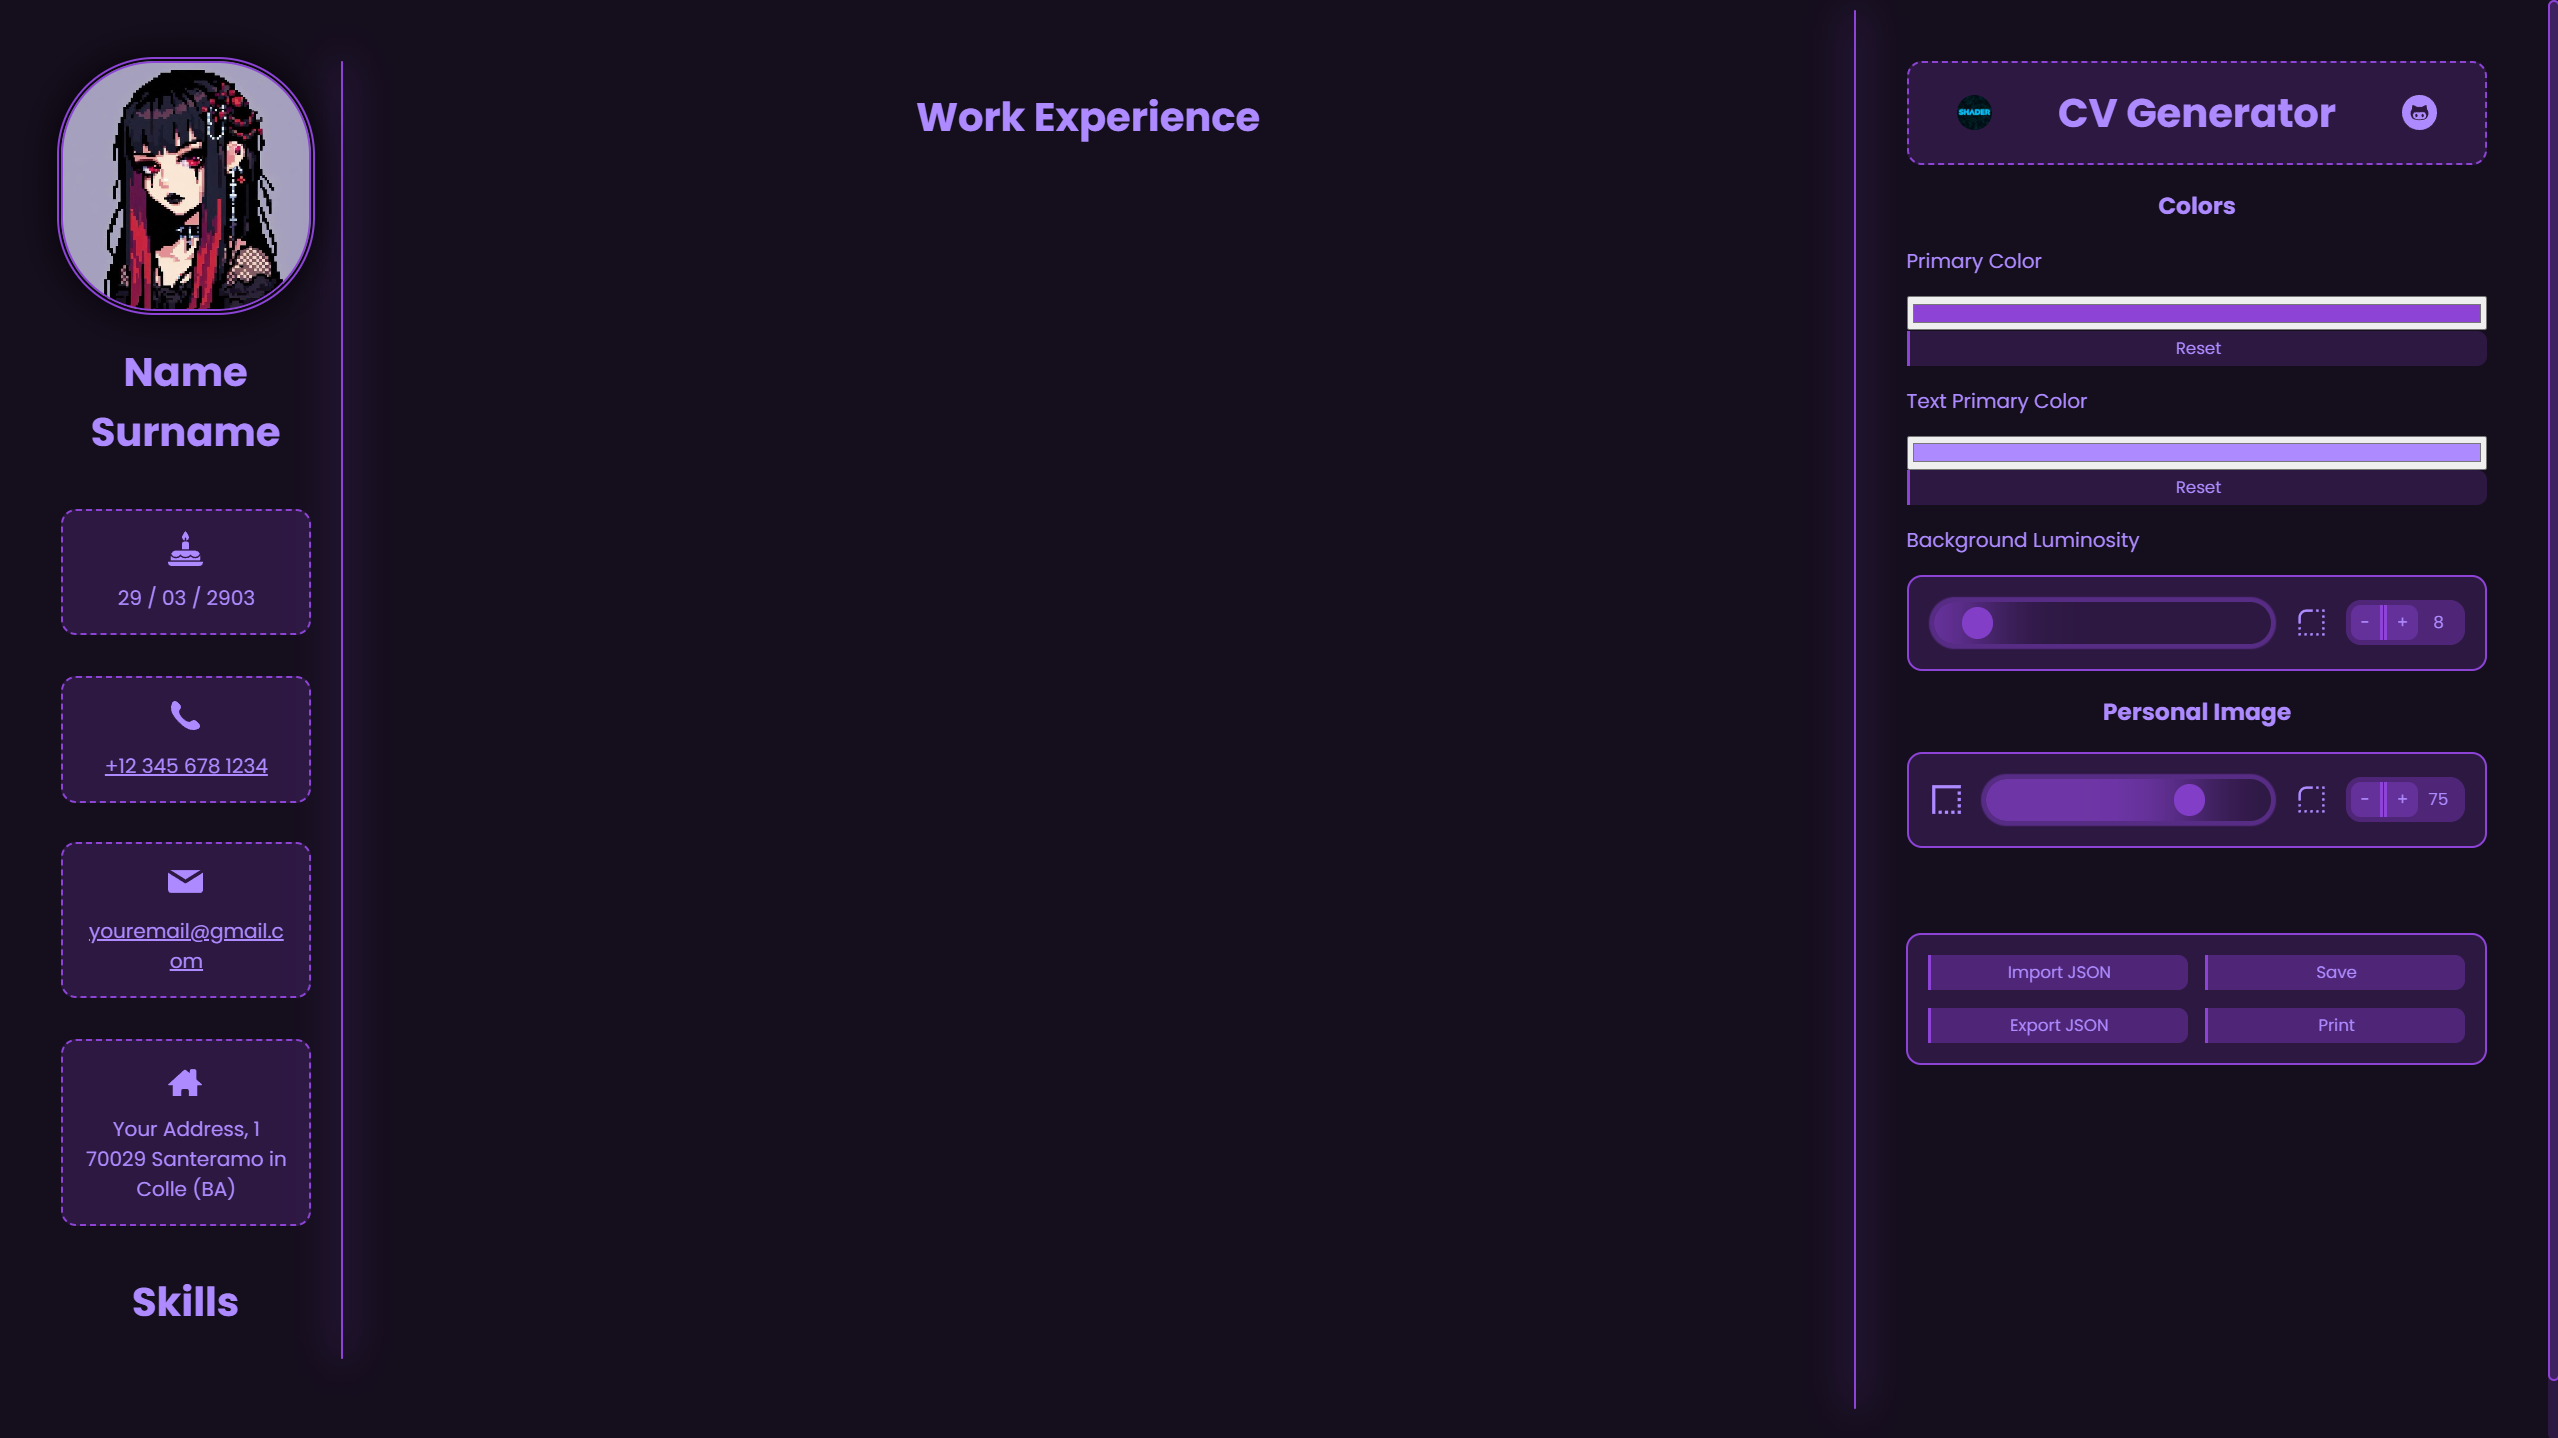 Name
Surname
29 / 03 / 2903
+12 345 678 1234
youremail@gmail.c
om
Your Address, 1
70029 Santeramo in
Colle (BA)
Skills
Work Experience
SHADER
CV Generator
Colors
Primary Color
Reset
Text Primary Color
Reset
Background Luminosity
- + 8
Personal Image
- + 75
Import JSON
Save
Export JSON
Print